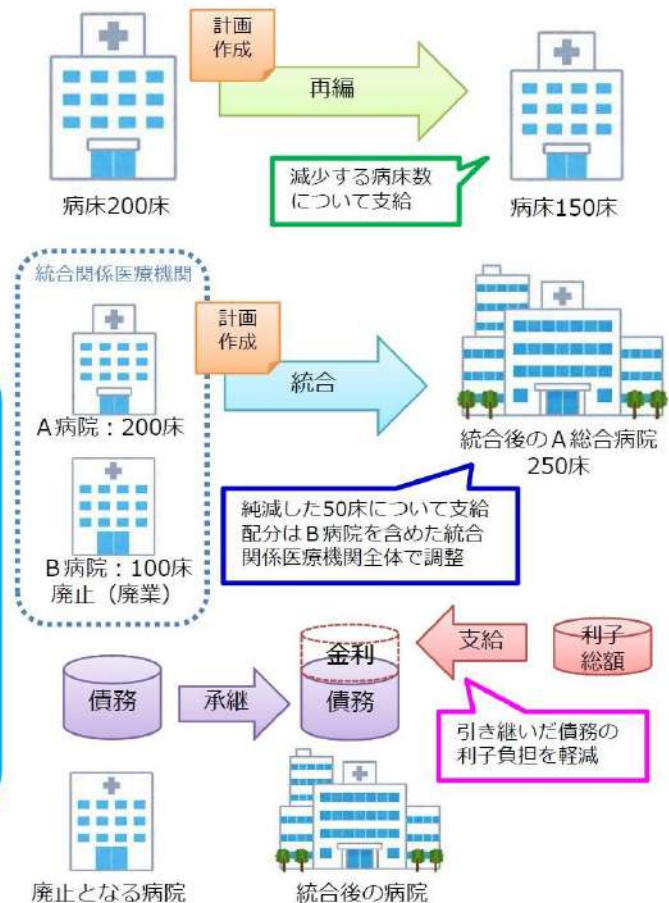 計画
作成
再編
病床200床
減少する病床数
について支給
病床150床
統合関係医療機関
A病院：200床
B病院：100床
廃止（廃業）
計画
作成
統合
統合後のA総合病院
250床
純減した50床について支給
配分はB病院を含めた統合
関係医療機関全体で調整
債務
承継
金利
債務
支給
利子
総額
引き継いだ債務の
利子負担を軽減
廃止となる病院
統合後の病院